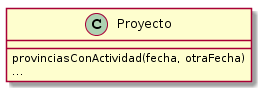 C Proyecto
provinciasConActividad(fecha, otraFecha)
...